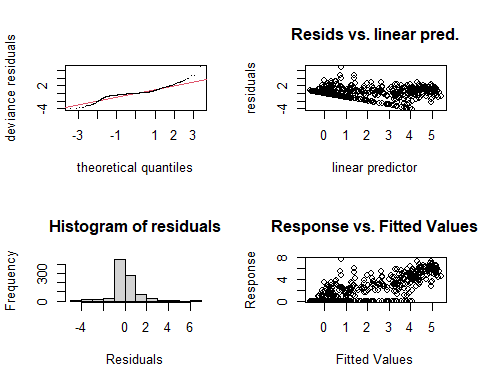 deviance residuals
2
-4
-3
-1
1
2
3
theoretical quantiles
Resids vs. linear pred.
residuals
2
-4
0
1
2
3
4
5
linear predictor
Histogram of residuals
Frequency
300
0
-4
0
2
4
6
Residuals
Response vs. Fitted Values
Response
8
4
0
0
1
2
3
4
5
Fitted Values